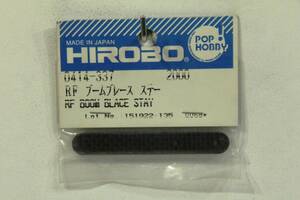 POP HOBBY!
MADE IN JAPAN
HIROBO®
0414-337 2000
RF ブームブレース ステー
RF BOOM BLACE STAY
Lot No 151922-135 0068*